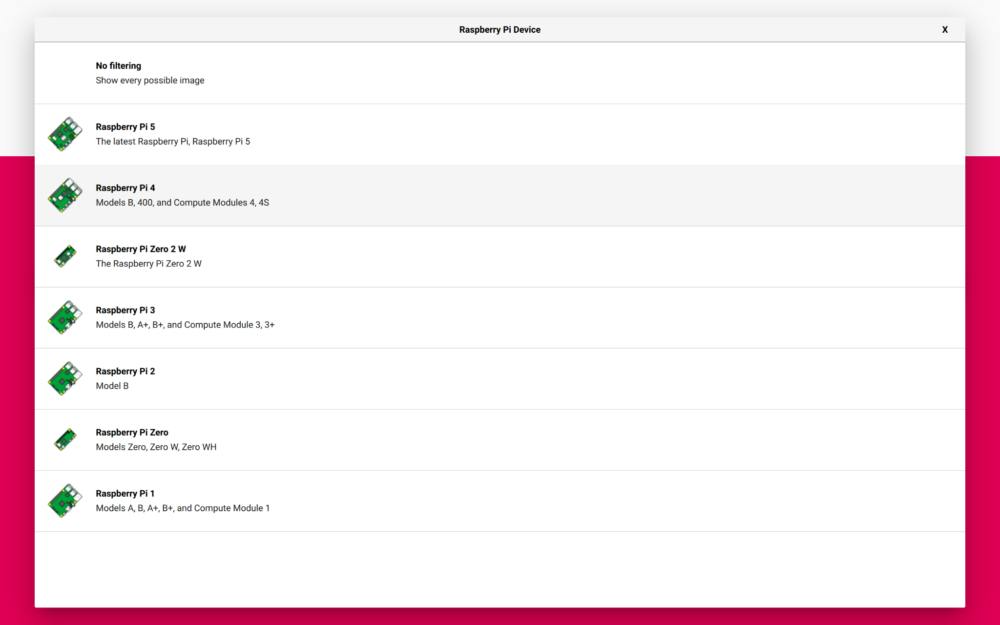 Raspberry Pi Device
X
No filtering
Show every possible image
Raspberry Pi 5
The latest Raspberry Pi, Raspberry Pi 5
Raspberry Pi 4
Models B, 400, and Compute Modules 4, 4S
Raspberry Pi Zero 2 W
The Raspberry Pi Zero 2 W
Raspberry Pi 3
Models B, A+, B+, and Compute Module 3, 3+
Raspberry Pi 2
Model B
Raspberry Pi Zero
Models Zero, Zero W, Zero WH
Raspberry Pi 1
Models A, B, A+, B+, and Compute Module 1